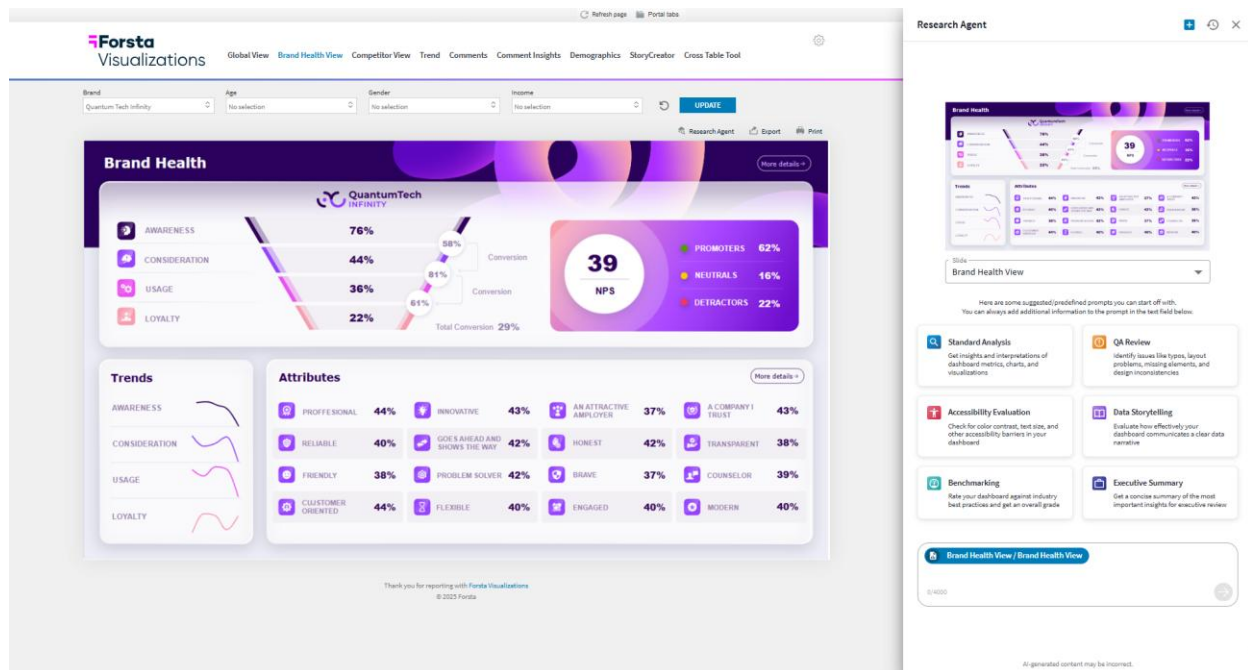 Refresh page Portal tabs
Forsta
Visualizations
Global View Brand Health View Competitor View Trend Comments Comment Insights Demographics StoryCreator Cross Table Tool
Brand Age Gender Income
Quantum Tech Infinity No selection No selection No selection UPDATE
Research Agent Export Print
Brand Health
More details
QuantumTech
INFINITY
AWARENESS 76%
CONSIDERATION 44%
USAGE 36%
LOYALTY 22%
58% Conversion
81% Conversion
61%
Total Conversion 29%
39
NPS
PROMOTERS 62%
NEUTRALS 16%
DETRACTORS 22%
Trends
AWARENESS
CONSIDERATION
USAGE
LOYALTY
Attributes
More details
PROFFESIONAL 44% INNOVATIVE 43% AN ATTRACTIVE AMPLOYER 37% A COMPANY I TRUST 43%
RELIABLE 40% GOES AHEAD AND SHOWS THE WAY 42% HONEST 42% TRANSPARENT 38%
FRIENDLY 38% PROBLEM SOLVER 42% BRAVE 37% COUNSELOR 39%
CUSTOMER ORIENTED 44% FLEXIBLE 40% ENGAGED 40% MODERN 40%
Thank you for reporting with Forsta Visualizations
© 2025 Forsta
Research Agent
Brand Health
39
NPS
Trends
Attributes
Slide
Brand Health View
Here are some suggested/predefined prompts you can start off with.
You can always add additional information to the prompt in the text field below.
Standard Analysis
Get insights and interpretations of
dashboard metrics, charts, and
visualizations
QA Review
Identify issues like typos, layout
problems, missing elements, and
design inconsistencies
Accessibility Evaluation
Check for color contrast, text size, and
other accessibility barriers in your
dashboard
Data Storytelling
Evaluate how effectively your
dashboard communicates a clear data
narrative
Benchmarking
Rate your dashboard against industry
best practices and get an overall grade
Executive Summary
Get a concise summary of the most
important insights for executive review
Brand Health View / Brand Health View
0/4000
AI-generated content may be incorrect.